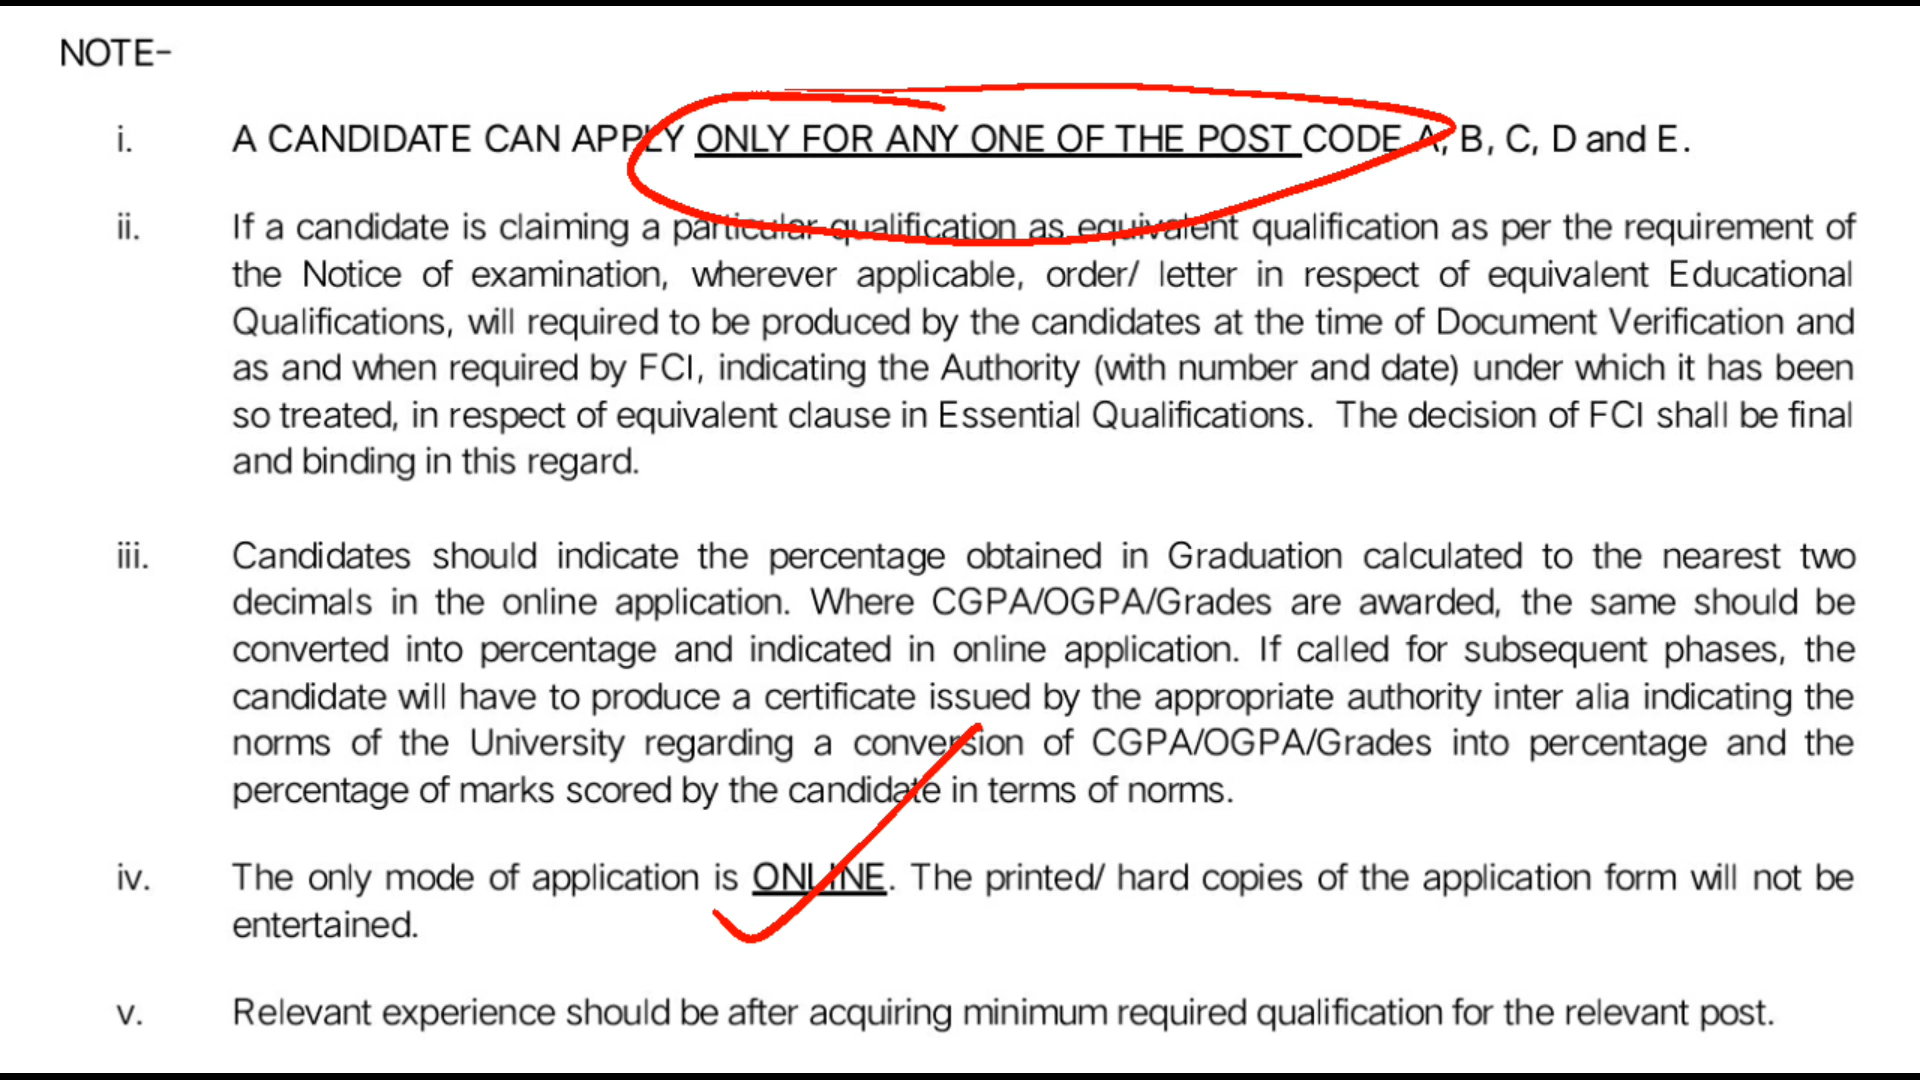 NOTE-
i. A CANDIDATE CAN APPLY ONLY FOR ANY ONE OF THE POST CODE A, B, C, D and E.
ii. If a candidate is claiming a particular qualification as equivalent qualification as per the requirement of
the Notice of examination, wherever applicable, order/ letter in respect of equivalent Educational
Qualifications, will required to be produced by the candidates at the time of Document Verification and
as and when required by FCI, indicating the Authority (with number and date) under which it has been
so treated, in respect of equivalent clause in Essential Qualifications. The decision of FCI shall be final
and binding in this regard.
iii. Candidates should indicate the percentage obtained in Graduation calculated to the nearest two
decimals in the online application. Where CGPA/OGPA/Grades are awarded, the same should be
converted into percentage and indicated in online application. If called for subsequent phases, the
candidate will have to produce a certificate issued by the appropriate authority inter alia indicating the
norms of the University regarding a conversion of CGPA/OGPA/Grades into percentage and the
percentage of marks scored by the candidate in terms of norms.
iv. The only mode of application is ONLINE. The printed/ hard copies of the application form will not be
entertained.
v. Relevant experience should be after acquiring minimum required qualification for the relevant post.